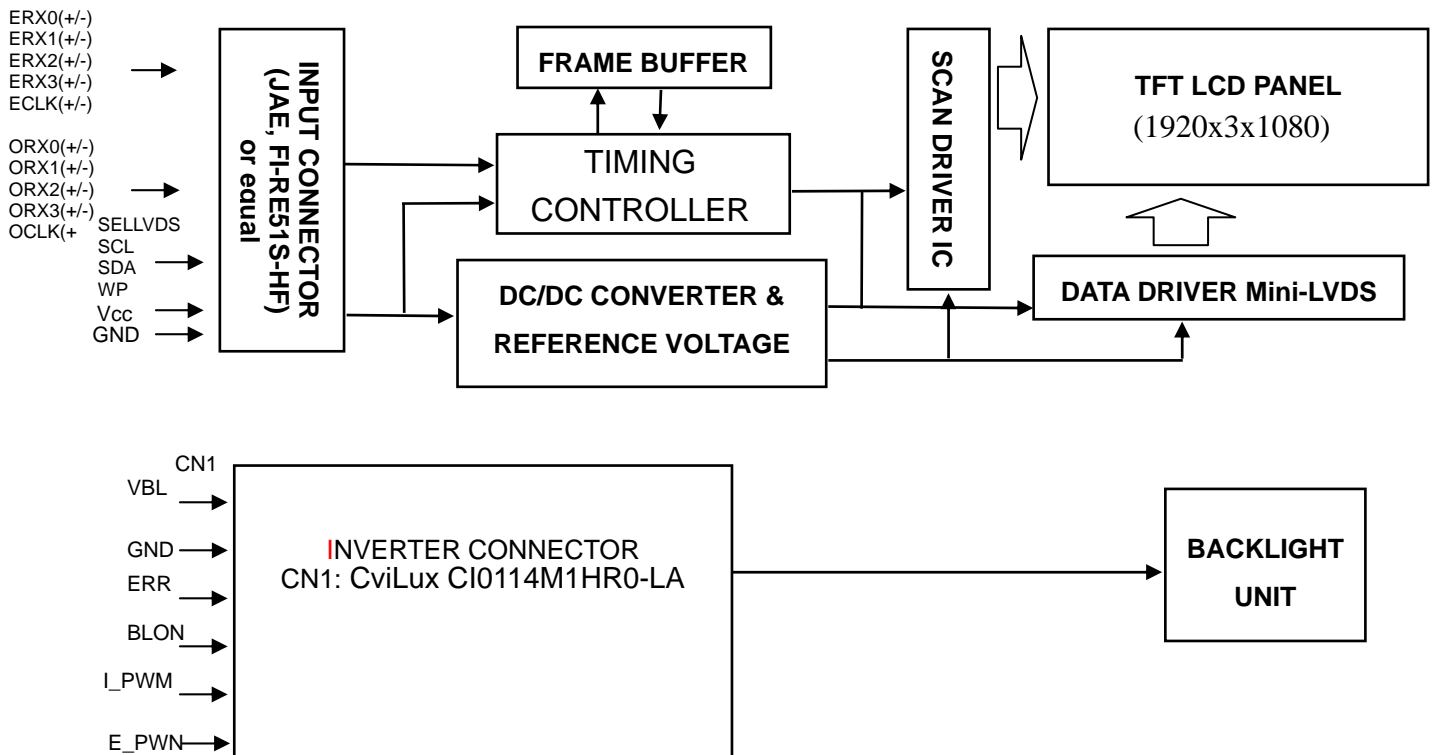 ERX0(+/-)
ERX1(+/-)
ERX2(+/-)
ERX3(+/-)
ECLK(+/-)
ORX0(+/-)
ORX1(+/-)
ORX2(+/-)
ORX3(+/-)
OCLK(+
SELLVDS
SCL
SDA
WP
Vcc
GND
INPUT CONNECTOR
(JAE, FI-RE51S-HF)
or equal
FRAME BUFFER
TIMING
CONTROLLER
DC/DC CONVERTER &
REFERENCE VOLTAGE
SCAN DRIVER IC
TFT LCD PANEL
(1920x3x1080)
DATA DRIVER Mini-LVDS
CN1
VBL
GND
ERR
BLON
I_PWM
E_PWN
INVERTER CONNECTOR
CN1: CviLux CI0114M1HR0-LA
BACKLIGHT
UNIT